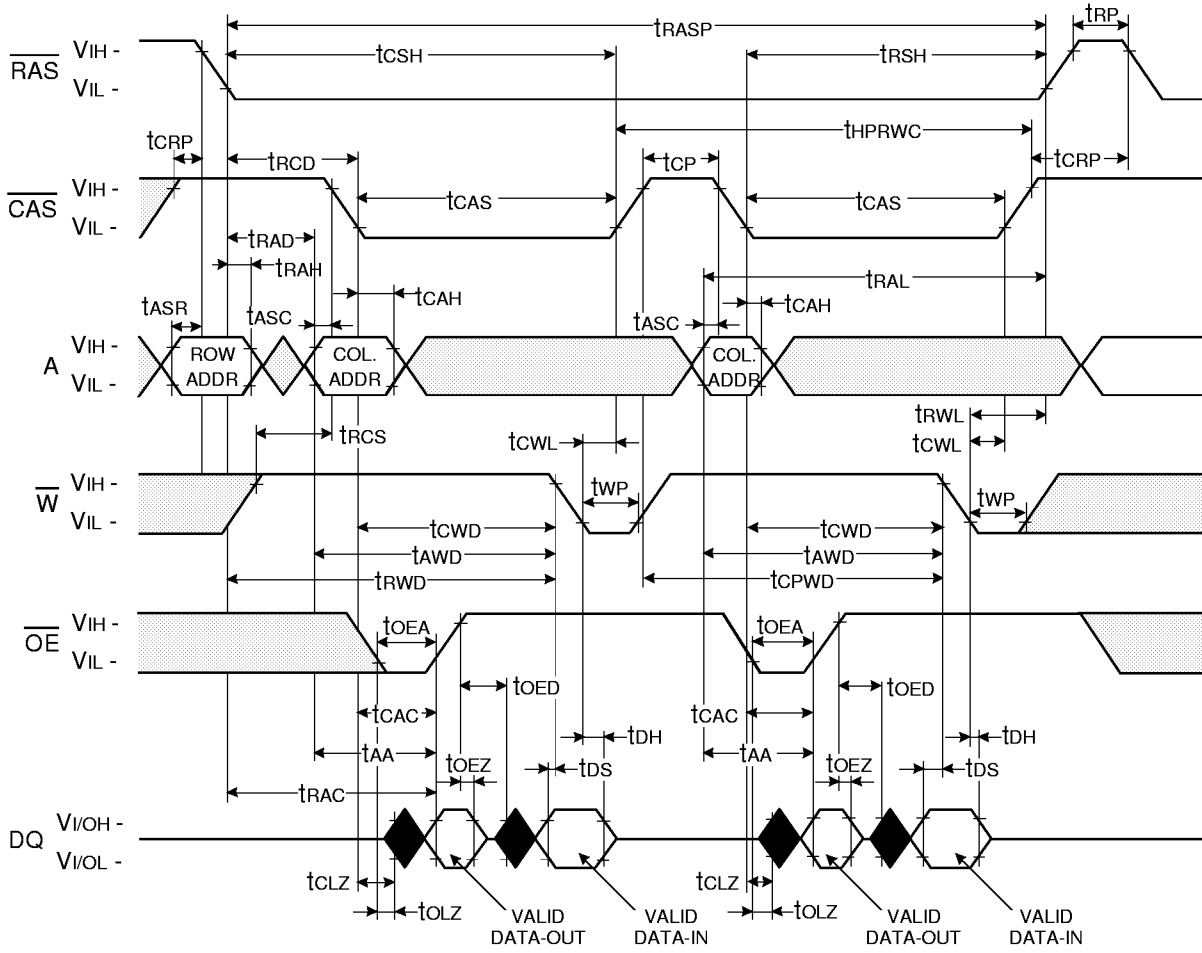 tRASP
tRP
RAS
VIH -
VIL -
tCSH
tRSH
tHPRWC
tCRP
tRCD
tCP
tCRP
CAS
VIH -
VIL -
tCAS
tCAS
tRAD
tRAH
tRAL
tASR
tASC
tCAH
tASC
tCAH
A
VIH -
VIL -
ROW
ADDR
COL.
ADDR
COL.
ADDR
tRCS
tCWL
tRWL
tCWL
W
VIH -
VIL -
tWP
tWP
tCWD
tCWD
tAWD
tAWD
tRWD
tCPWD
OE
VIH -
VIL -
tOEA
tOEA
tOED
tOED
tCAC
tCAC
tDH
tDH
tAA
tAA
tOEZ
tDS
tOEZ
tDS
tRAC
DQ
VI/OH -
VI/OL -
tCLZ
tCLZ
tOLZ
tOLZ
VALID
DATA-OUT
VALID
DATA-IN
VALID
DATA-OUT
VALID
DATA-IN